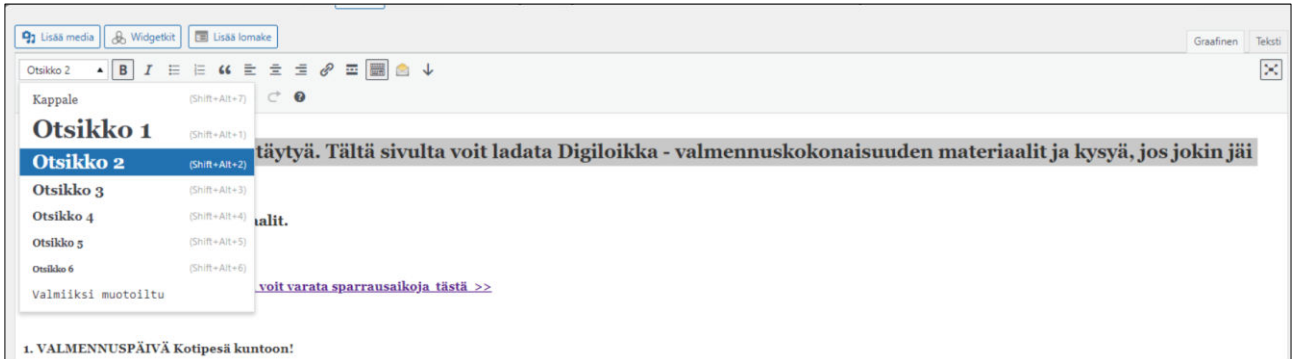 Lisää media Widgetkit Lisää lomake
Graafinen Teksti
Otsikko 2 B I
Kappale (Shift+Alt+7)
Otsikko 1 (Shift+Alt+1)
Otsikko 2 (Shift+Alt+2) täytyä. Tältä sivulta voit ladata Digiloikka - valmennuskokonaisuuden materiaalit ja kysyä, jos jokin jäi
Otsikko 3 (Shift+Alt+3)
Otsikko 4 (Shift+Alt+4) alit.
Otsikko 5 (Shift+Alt+5)
Otsikko 6 (Shift+Alt+6)
voit varata sparrausaikoja tästä >>
Valmiiksi muotoiltu
1. VALMENNUSPÄIVÄ Kotipesä kuntoon!